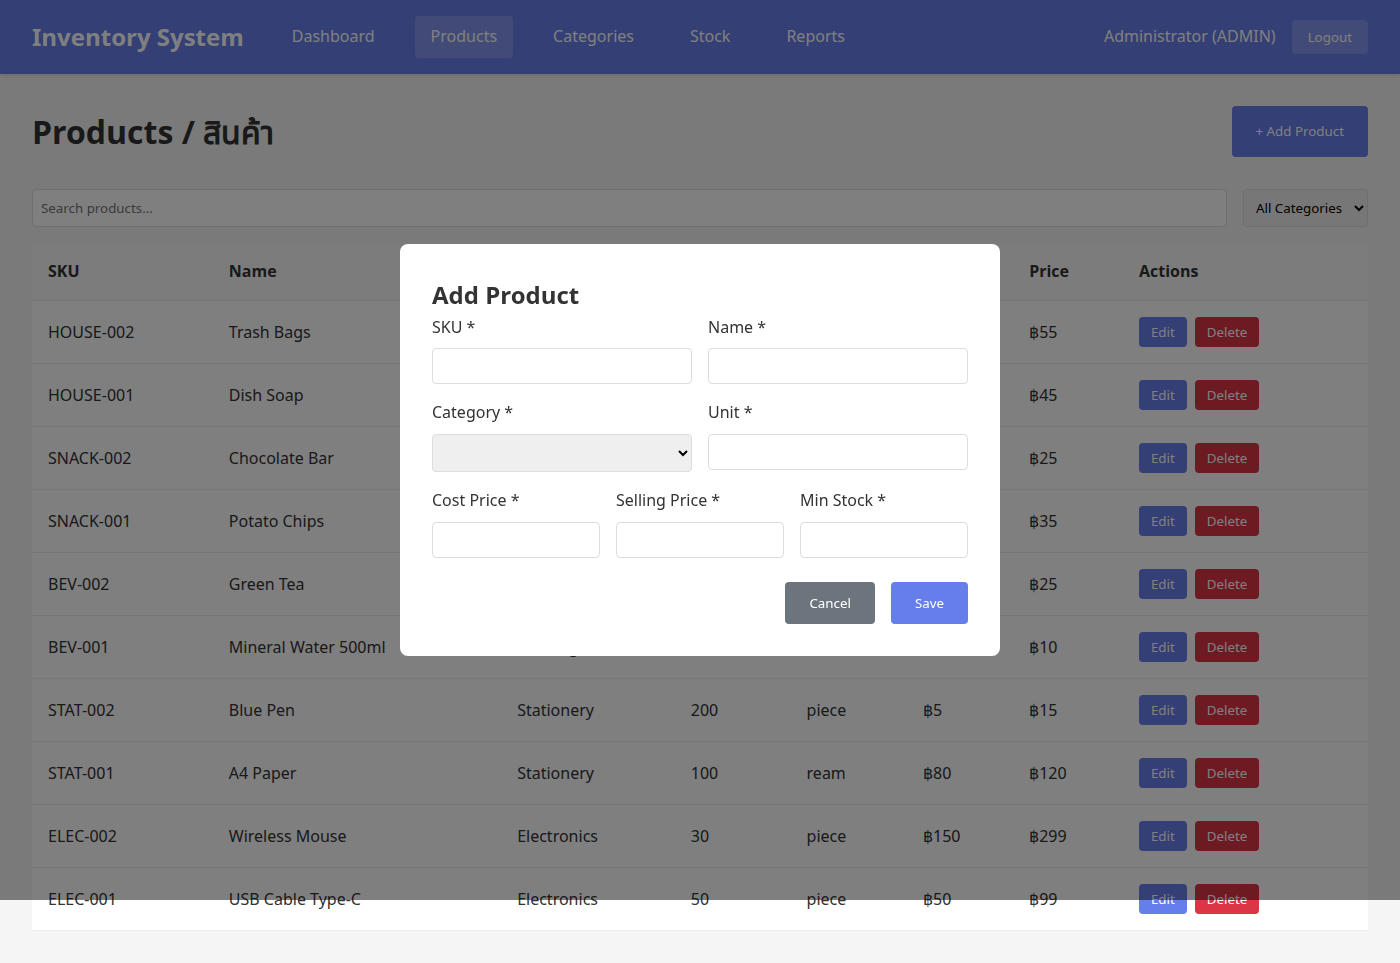 Inventory System Dashboard Products Categories Stock Reports Administrator (ADMIN) Logout
Products / สินค้า + Add Product
Search products... All Categories
SKU Name Price Actions
HOUSE-002 Trash Bags ฿55 Edit Delete
HOUSE-001 Dish Soap ฿45 Edit Delete
SNACK-002 Chocolate Bar ฿25 Edit Delete
SNACK-001 Potato Chips ฿35 Edit Delete
BEV-002 Green Tea ฿25 Edit Delete
BEV-001 Mineral Water 500ml ฿10 Edit Delete
STAT-002 Blue Pen Stationery 200 piece ฿5 ฿15 Edit Delete
STAT-001 A4 Paper Stationery 100 ream ฿80 ฿120 Edit Delete
ELEC-002 Wireless Mouse Electronics 30 piece ฿150 ฿299 Edit Delete
ELEC-001 USB Cable Type-C Electronics 50 piece ฿50 ฿99 Edit Delete
Add Product
SKU * Name *
Category * Unit *
Cost Price * Selling Price * Min Stock *
Cancel Save